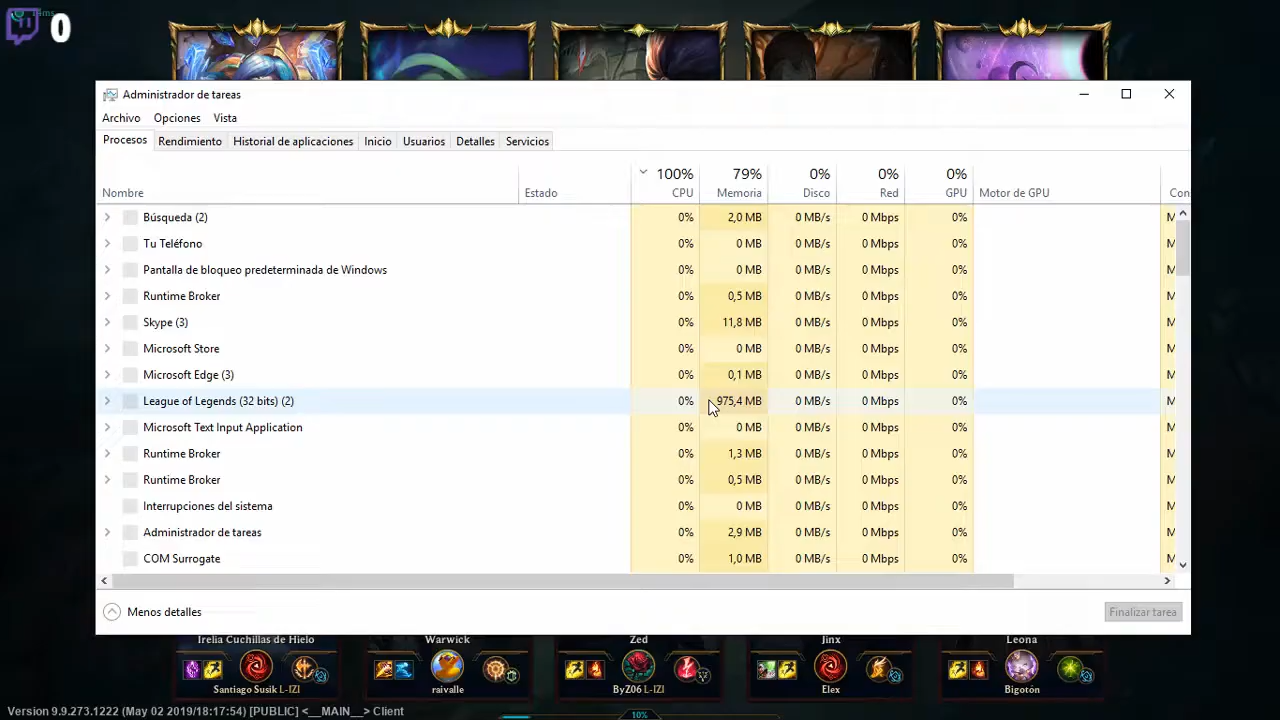 0
Administrador de tareas
Archivo Opciones Vista
Procesos Rendimiento Historial de aplicaciones Inicio Usuarios Detalles Servicios
100% 79% 0% 0% 0%
Nombre Estado CPU Memoria Disco Red GPU Motor de GPU Con
Búsqueda (2) 0% 2,0 MB 0 MB/s 0 Mbps 0% M
Tu Teléfono 0% 0 MB 0 MB/s 0 Mbps 0% M
Pantalla de bloqueo predeterminada de Windows 0% 0 MB 0 MB/s 0 Mbps 0% M
Runtime Broker 0% 0,5 MB 0 MB/s 0 Mbps 0% M
Skype (3) 0% 11,8 MB 0 MB/s 0 Mbps 0% M
Microsoft Store 0% 0 MB 0 MB/s 0 Mbps 0% M
Microsoft Edge (3) 0% 0,1 MB 0 MB/s 0 Mbps 0% M
League of Legends (32 bits) (2) 0% 975,4 MB 0 MB/s 0 Mbps 0% M
Microsoft Text Input Application 0% 0 MB 0 MB/s 0 Mbps 0% M
Runtime Broker 0% 1,3 MB 0 MB/s 0 Mbps 0% M
Runtime Broker 0% 0,5 MB 0 MB/s 0 Mbps 0% M
Interrupciones del sistema 0% 0 MB 0 MB/s 0 Mbps 0% M
Administrador de tareas 0% 2,9 MB 0 MB/s 0 Mbps 0% M
COM Surrogate 0% 1,0 MB 0 MB/s 0 Mbps 0% M
Menos detalles Finalizar tarea
Irelia Cuchillas de Hielo Warwick Zed Jinx Leona
Santiago Susik L-IZI raivalle ByZ06 L-IZI Elex Bigotón
Version 9.9.273.1222 (May 02 2019/18:17:54) [PUBLIC] <__MAIN__> Client 10%